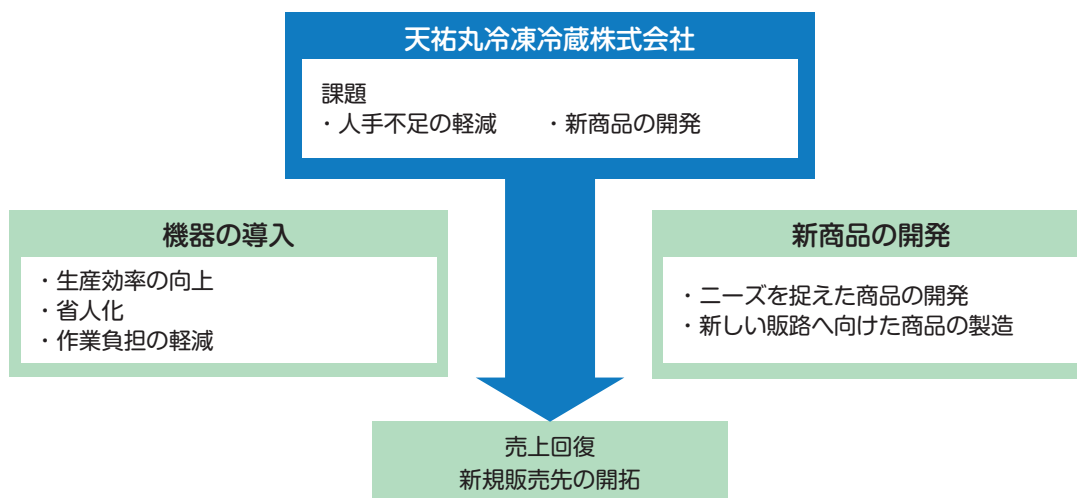 天祐丸冷凍冷蔵株式会社
課題
・人手不足の軽減　　・新商品の開発
機器の導入
・生産効率の向上
・省人化
・作業負担の軽減
新商品の開発
・ニーズを捉えた商品の開発
・新しい販路へ向けた商品の製造
売上回復
新規販売先の開拓